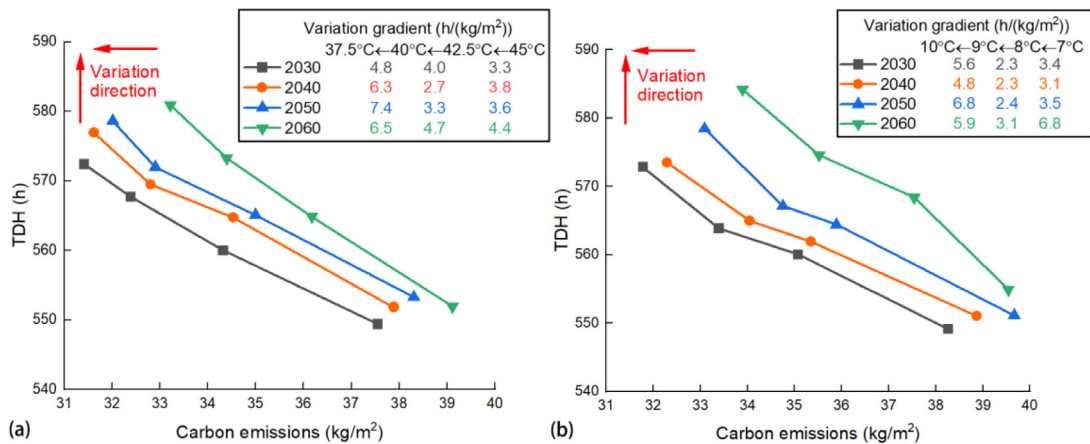 Variation gradient (h/(kg/m²))
37.5°C←40°C←42.5°C←45°C
2030 4.8 4.0 3.3
2040 6.3 2.7 3.8
2050 7.4 3.3 3.6
2060 6.5 4.7 4.4
Variation
direction
TDH (h)
590
580
570
560
550
540
31 32 33 34 35 36 37 38 39 40
Carbon emissions (kg/m²)
(a)
Variation gradient (h/(kg/m²))
10°C←9°C←8°C←7°C
2030 5.6 2.3 3.4
2040 4.8 2.3 3.1
2050 6.8 2.4 3.5
2060 5.9 3.1 6.8
Variation
direction
TDH (h)
590
580
570
560
550
540
31 32 33 34 35 36 37 38 39 40
Carbon emissions (kg/m²)
(b)